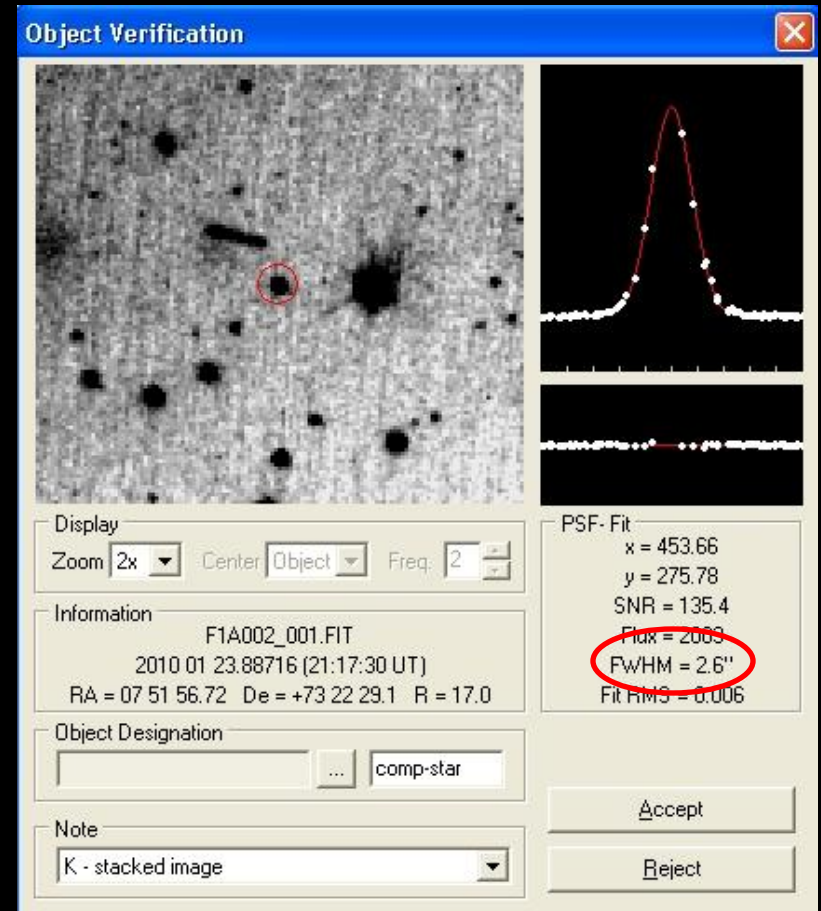 Object Verification
Display
Zoom 2x Center Object Freq. 2
Information
F1A002_001.FIT
2010 01 23.88716 (21:17:30 UT)
RA = 07 51 56.72 De = +73 22 29.1 R = 17.0
Object Designation
... comp-star
Note
K - stacked image
PSF- Fit
x = 453.66
y = 275.78
SNR = 135.4
Flux = 2009
FWHM = 2.6"
Fit RMS = 0.006
Accept
Reject